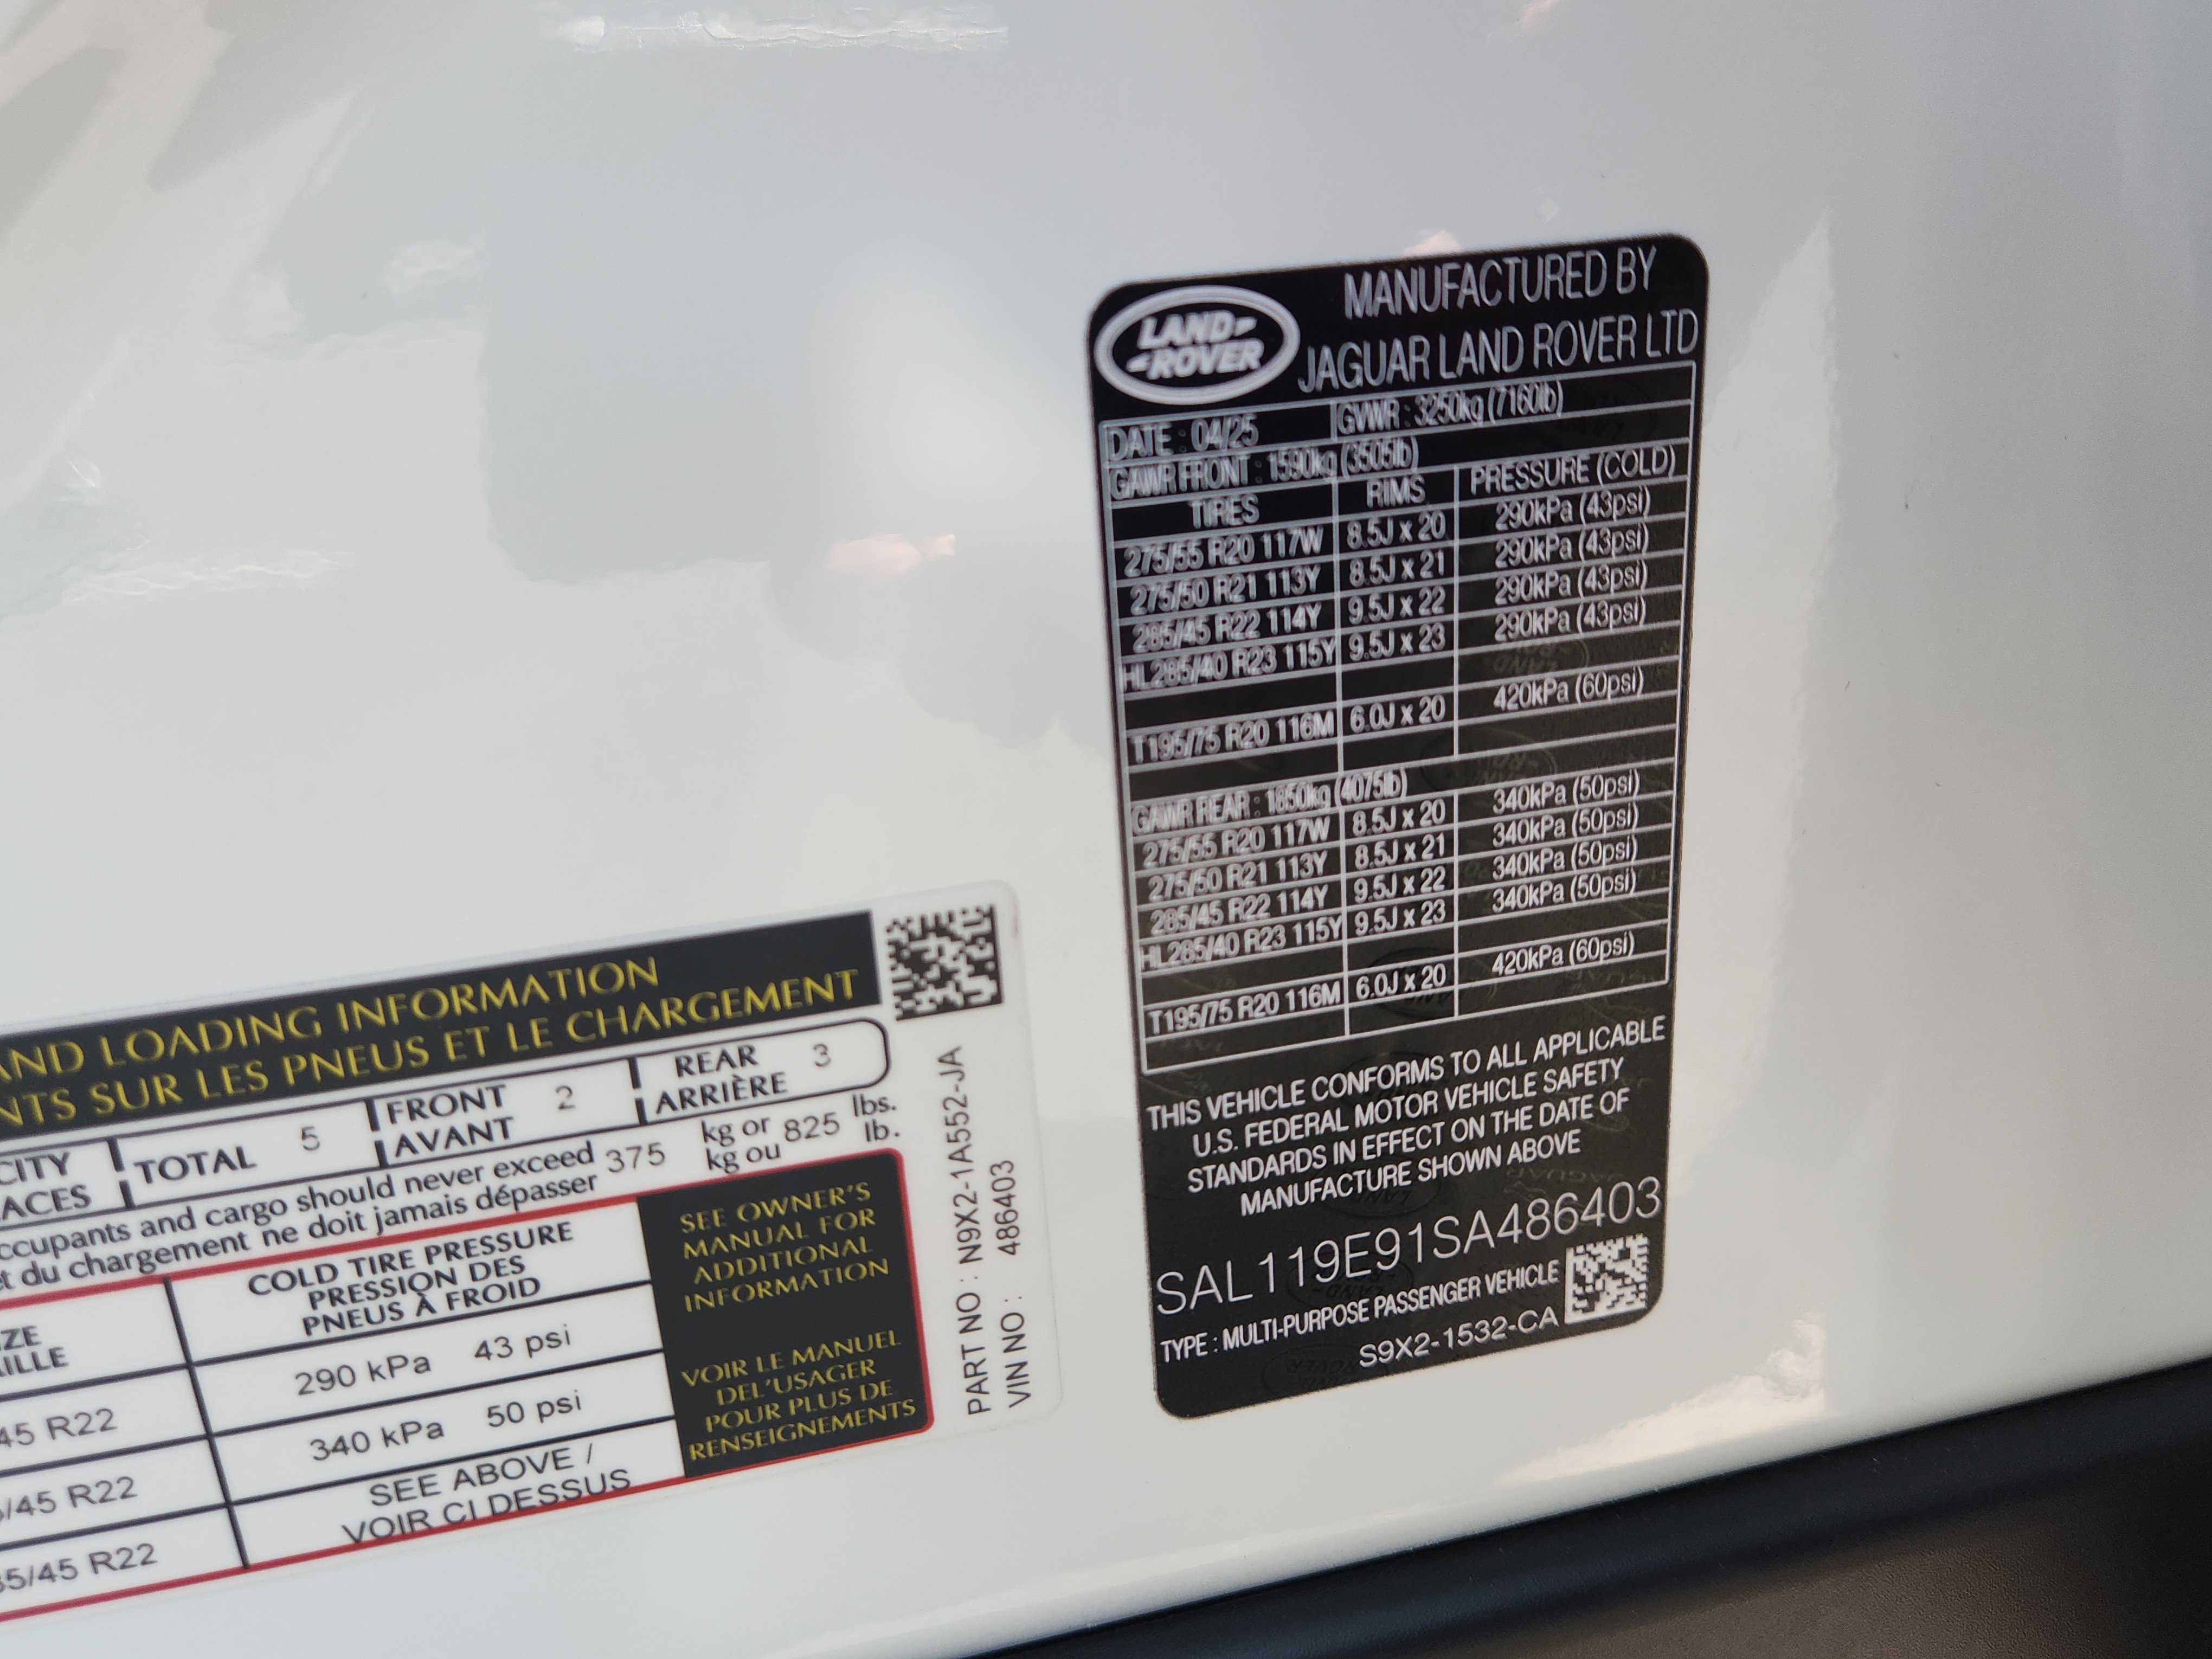 LAND ROVER
MANUFACTURED BY
JAGUAR LAND ROVER LTD
DATE : 04/25 GVWR : 3250kg (7160lb)
GAWR FRONT : 1590kg (3505lb)
TIRES RIMS PRESSURE (COLD)
275/55 R20 117W 8.5J x 20 290kPa (43psi)
275/50 R21 113Y 8.5J x 21 290kPa (43psi)
285/45 R22 114Y 9.5J x 22 290kPa (43psi)
HL285/40 R23 115Y 9.5J x 23 290kPa (43psi)
T195/75 R20 116M 6.0J x 20 420kPa (60psi)
GAWR REAR : 1850kg (4075lb)
275/55 R20 117W 8.5J x 20 340kPa (50psi)
275/50 R21 113Y 8.5J x 21 340kPa (50psi)
285/45 R22 114Y 9.5J x 22 340kPa (50psi)
HL285/40 R23 115Y 9.5J x 23 340kPa (50psi)
T195/75 R20 116M 6.0J x 20 420kPa (60psi)
THIS VEHICLE CONFORMS TO ALL APPLICABLE
U.S. FEDERAL MOTOR VEHICLE SAFETY
STANDARDS IN EFFECT ON THE DATE OF
MANUFACTURE SHOWN ABOVE
SAL119E91SA486403
TYPE : MULTI-PURPOSE PASSENGER VEHICLE
S9X2-1532-CA
AND LOADING INFORMATION
NTS SUR LES PNEUS ET LE CHARGEMENT
CITY TOTAL 5 FRONT 2 REAR 3
ACES AVANT ARRIÈRE
ccupants and cargo should never exceed 375 kg or 825 lbs.
et du chargement ne doit jamais dépasser kg ou lb.
ZE
AILLE
COLD TIRE PRESSURE
PRESSION DES
PNEUS À FROID
45 R22 290 kPa 43 psi
/45 R22 340 kPa 50 psi
85/45 R22 SEE ABOVE /
VOIR CI DESSUS
SEE OWNER'S
MANUAL FOR
ADDITIONAL
INFORMATION
VOIR LE MANUEL
DEL'USAGER
POUR PLUS DE
RENSEIGNEMENTS
PART NO : N9X2-1A552-JA
VIN NO : 486403